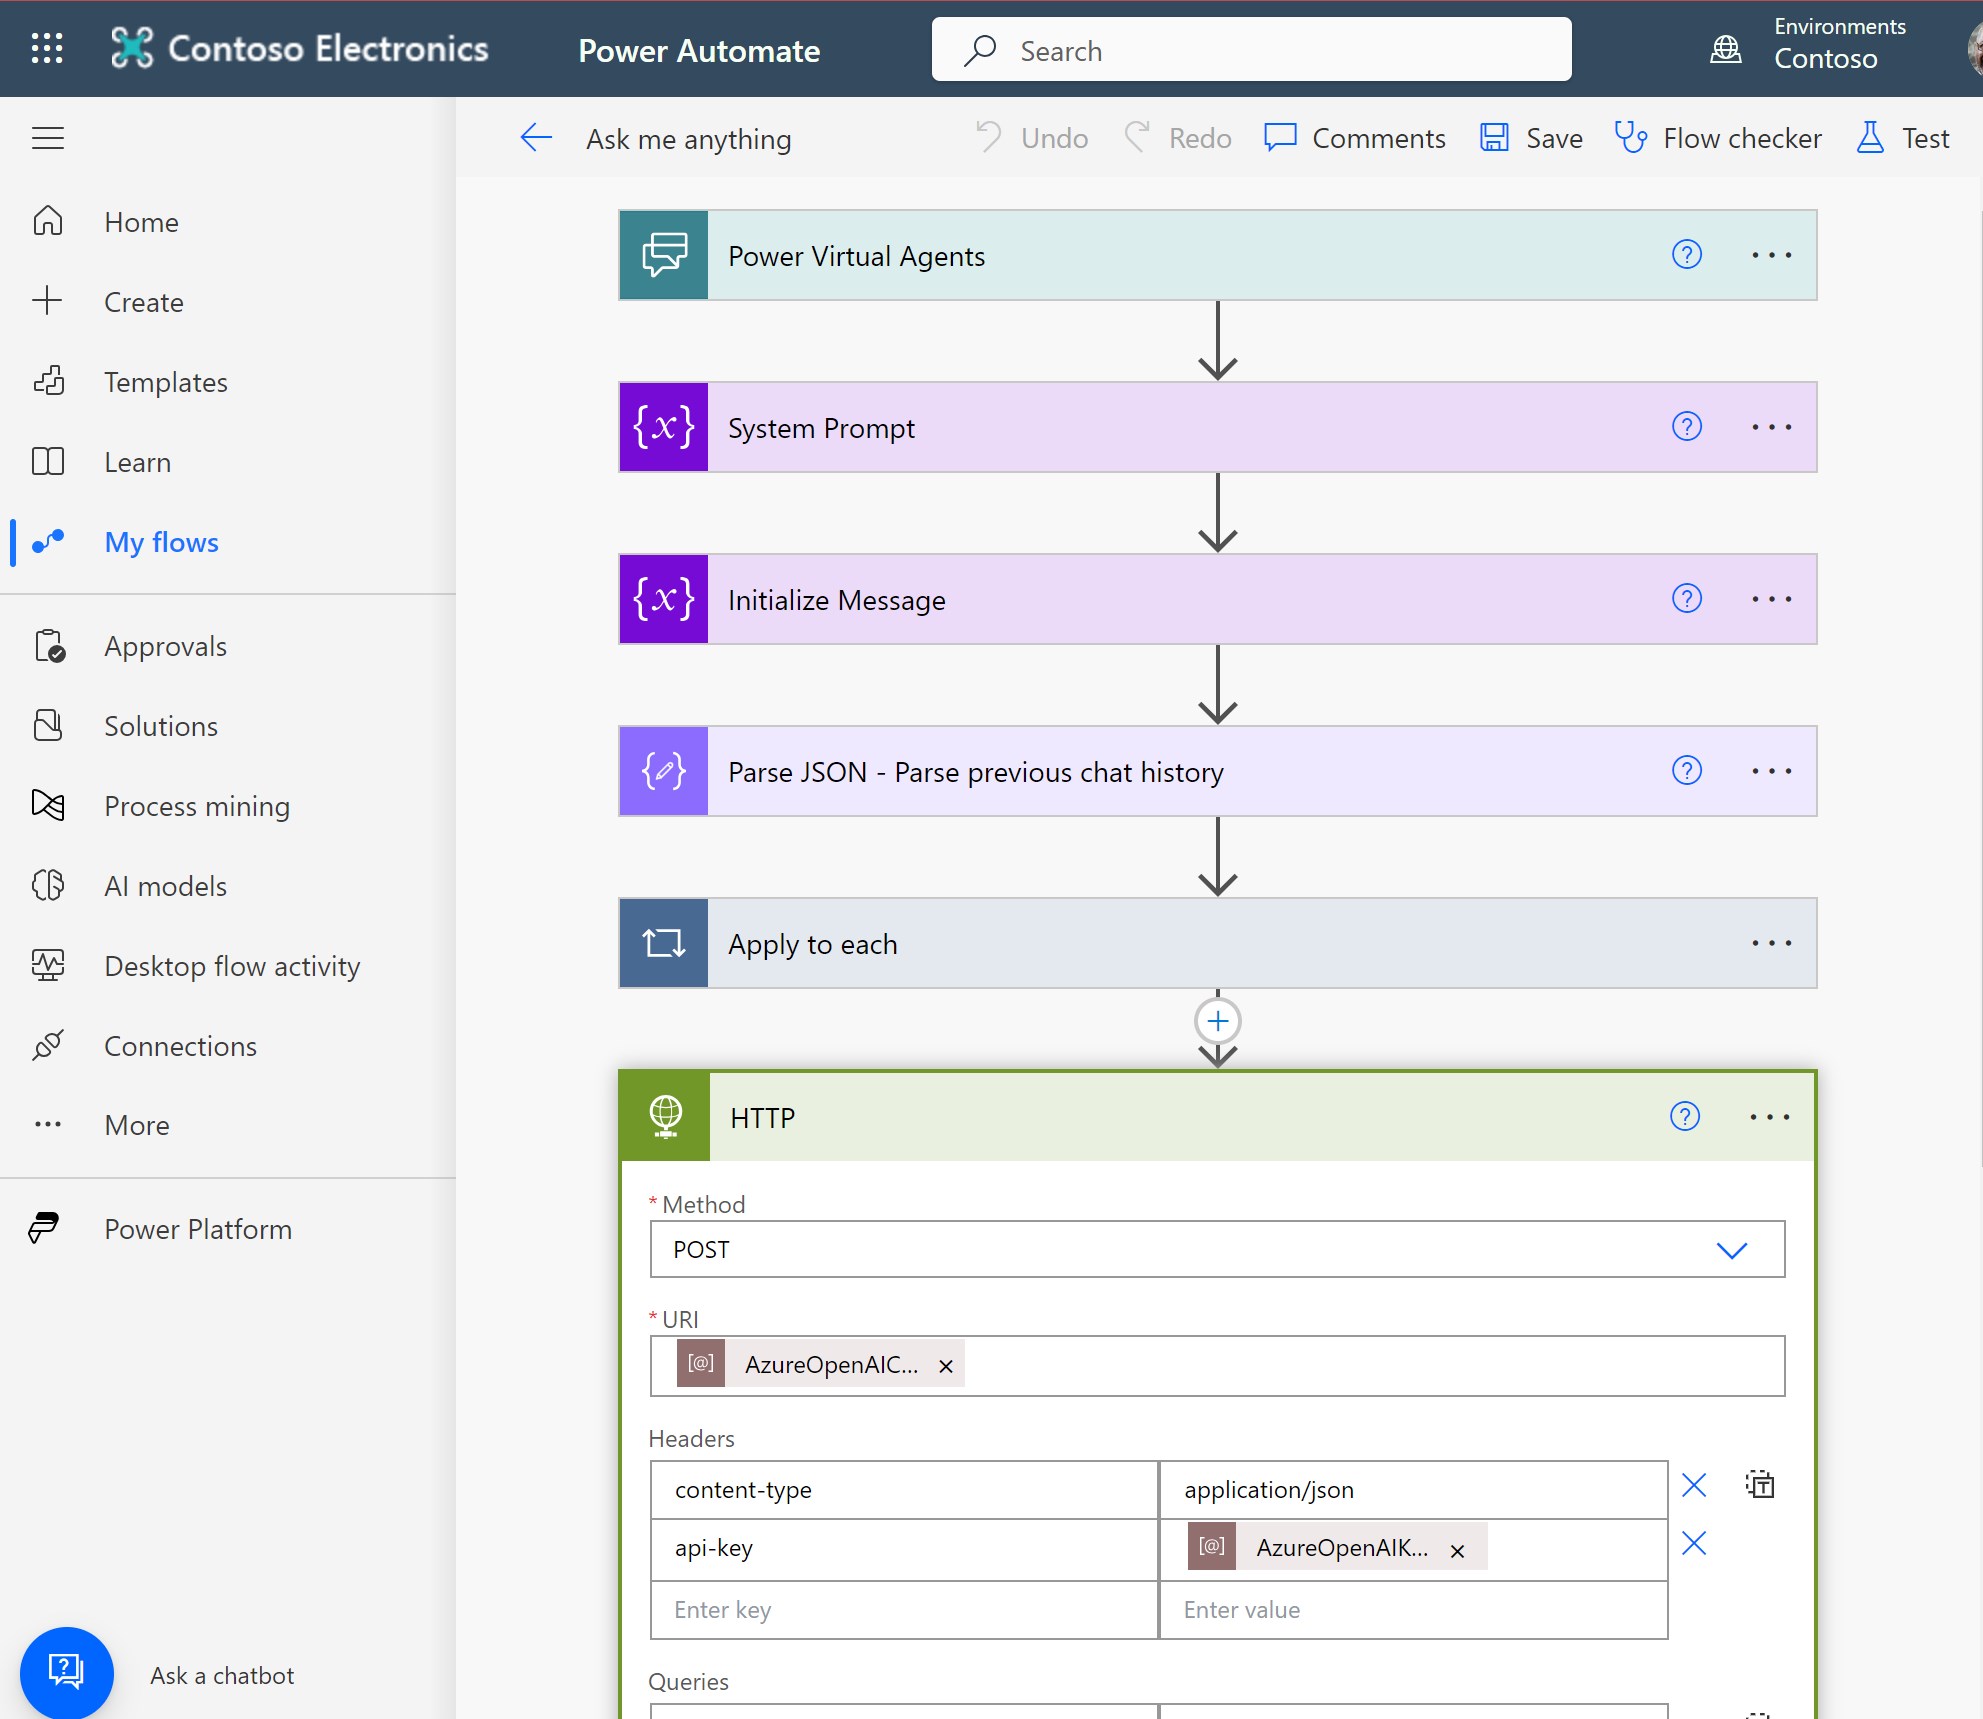 Contoso Electronics
Power Automate
Search
Environments
Contoso
Ask me anything
Undo
Redo
Comments
Save
Flow checker
Test
Home
Create
Templates
Learn
My flows
Approvals
Solutions
Process mining
AI models
Desktop flow activity
Connections
More
Power Platform
Ask a chatbot
Power Virtual Agents
{x} System Prompt
{x} Initialize Message
Parse JSON - Parse previous chat history
Apply to each
HTTP
* Method
POST
* URI
[@] AzureOpenAIC... ×
Headers
content-type application/json
api-key [@] AzureOpenAIK... ×
Enter key Enter value
Queries